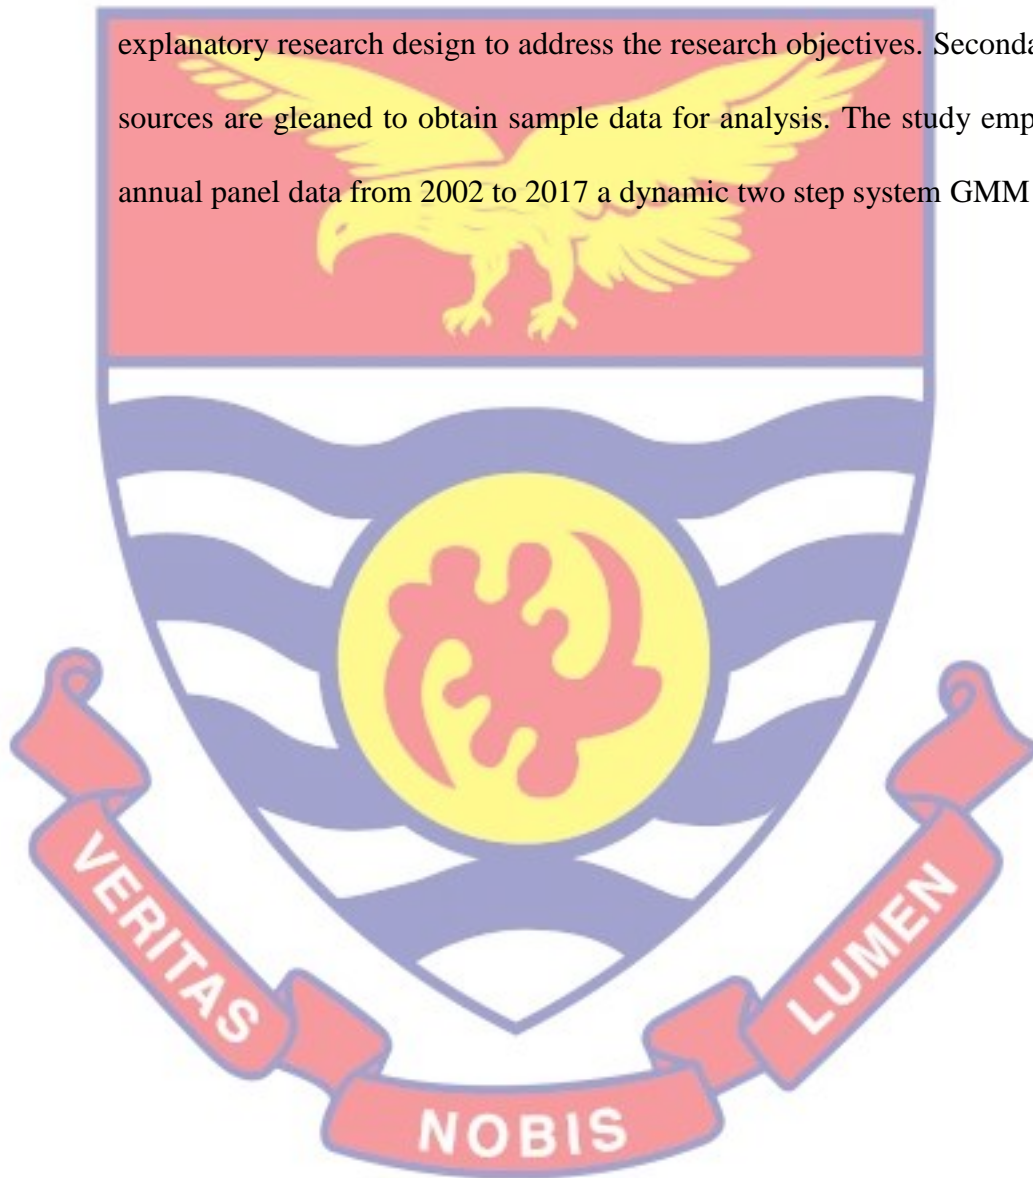 explanatory research design to address the research objectives. Seconda
sources are gleaned to obtain sample data for analysis. The study emp
annual panel data from 2002 to 2017 a dynamic two step system GMM
VERITAS
NOBIS
LUMEN